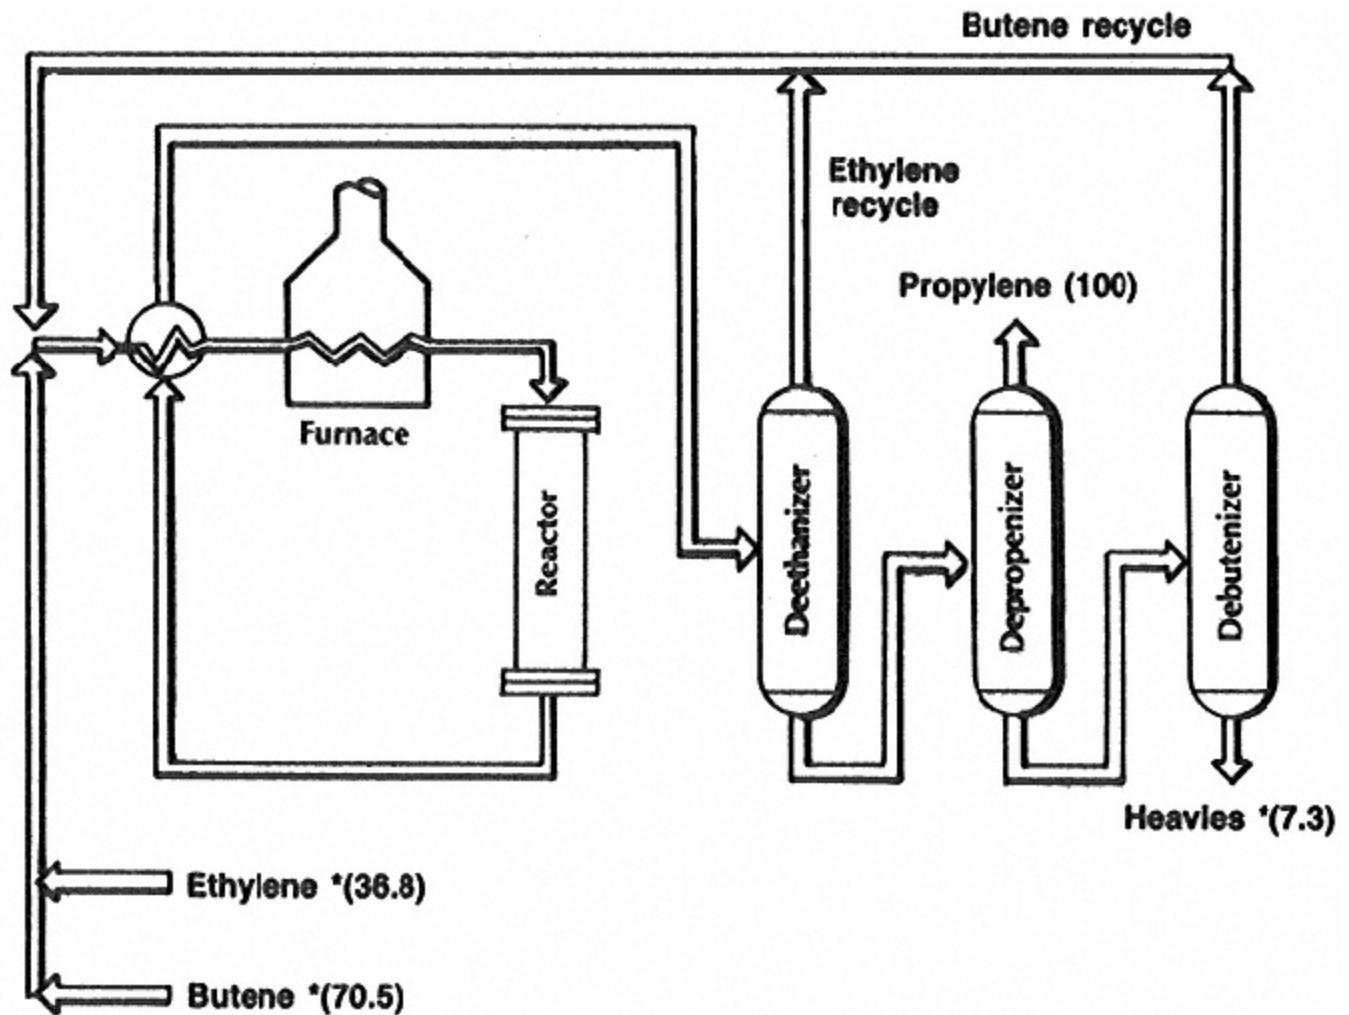 Butene recycle
Ethylene
recycle
Propylene (100)
Furnace
Reactor
Deethanizer
Depropenizer
Debutenizer
Heavies *(7.3)
Ethylene *(36.8)
Butene *(70.5)